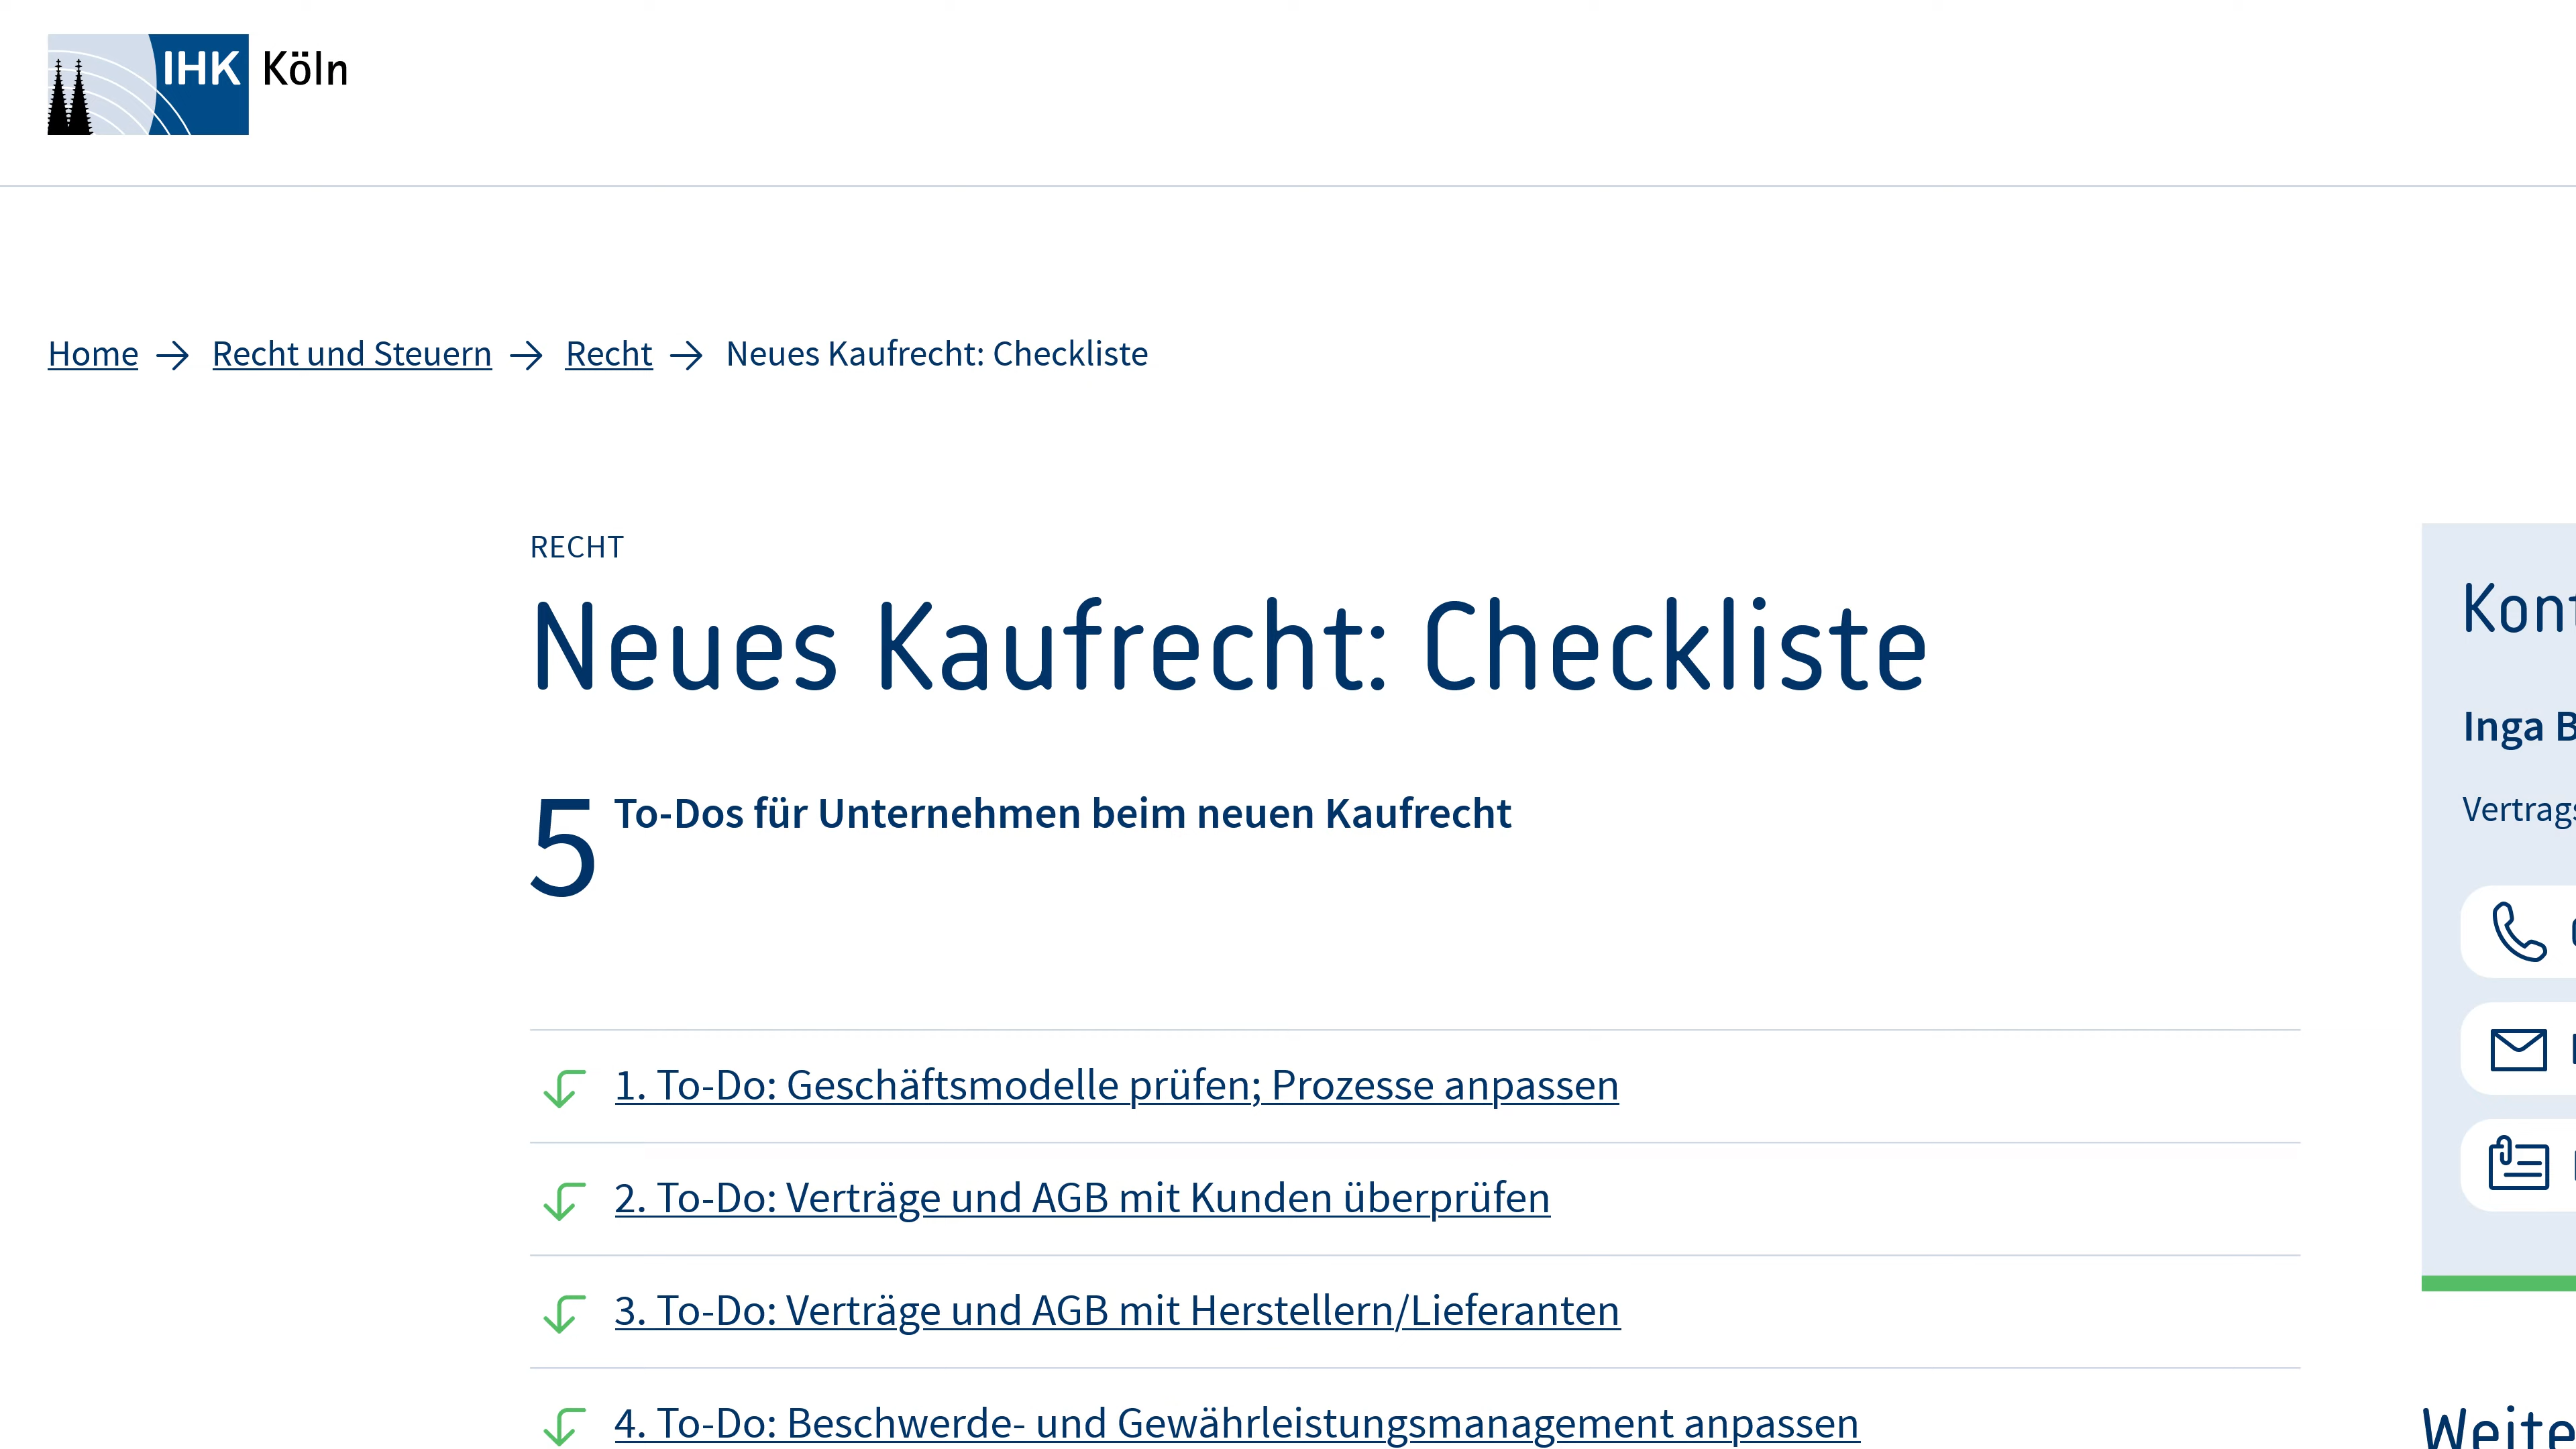 IHK Köln
Home Recht und Steuern Recht Neues Kaufrecht: Checkliste
RECHT
Neues Kaufrecht: Checkliste
5 To-Dos für Unternehmen beim neuen Kaufrecht
1. To-Do: Geschäftsmodelle prüfen; Prozesse anpassen
2. To-Do: Verträge und AGB mit Kunden überprüfen
3. To-Do: Verträge und AGB mit Herstellern/Lieferanten
4. To-Do: Beschwerde- und Gewährleistungsmanagement anpassen
Inga